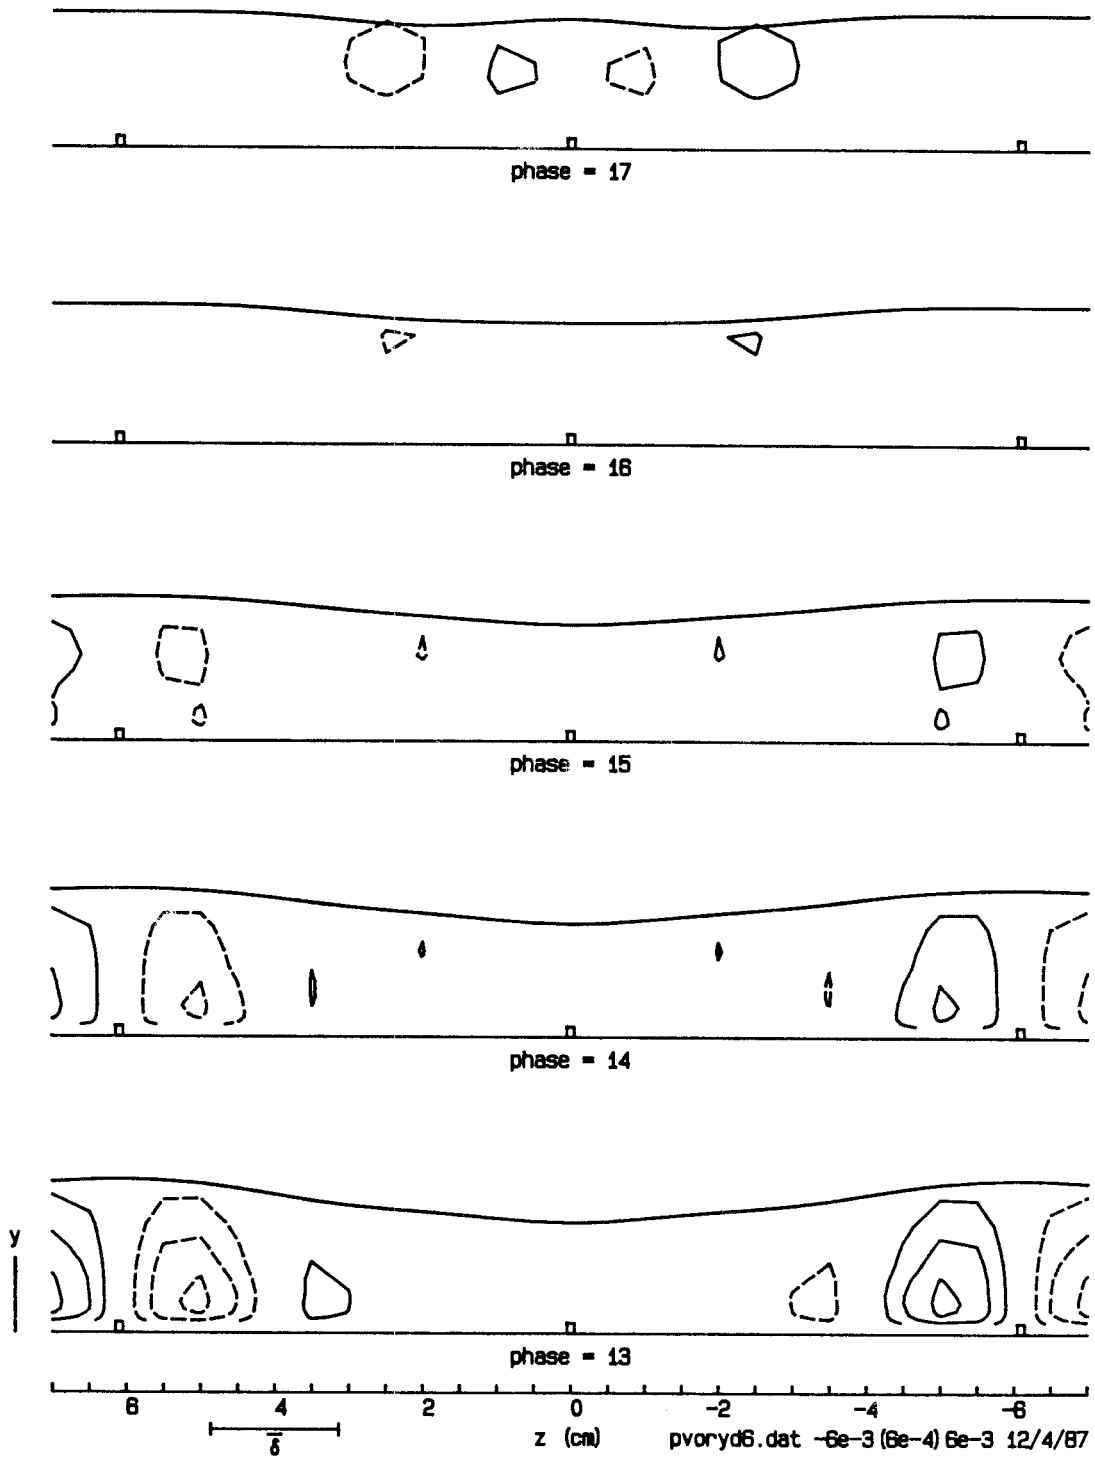 phase = 17
phase = 16
phase = 15
phase = 14
y
phase = 13
6 4 2 0 -2 -4 -6
δ̄ z (cm) pvoryd6.dat -6e-3 (6e-4) 6e-3 12/4/87